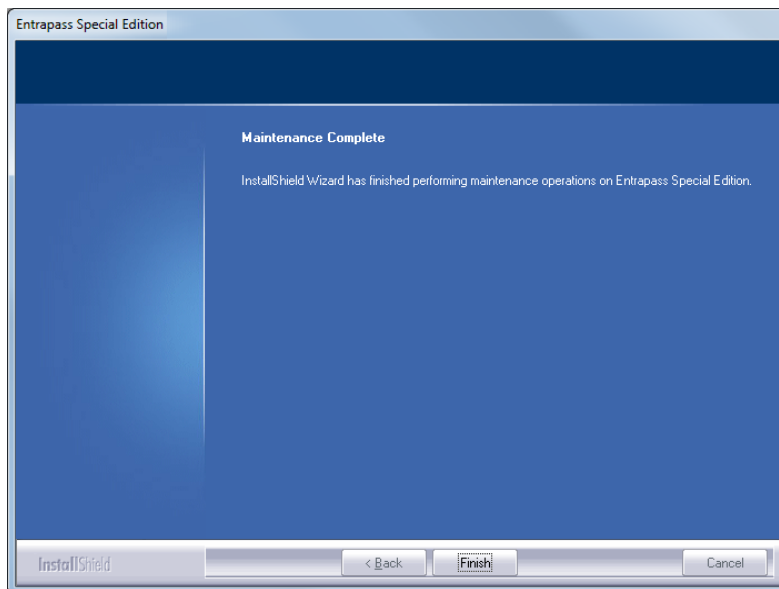 Entrapass Special Edition
Maintenance Complete
InstallShield Wizard has finished performing maintenance operations on Entrapass Special Edition.
InstallShield
< Back
Finish
Cancel